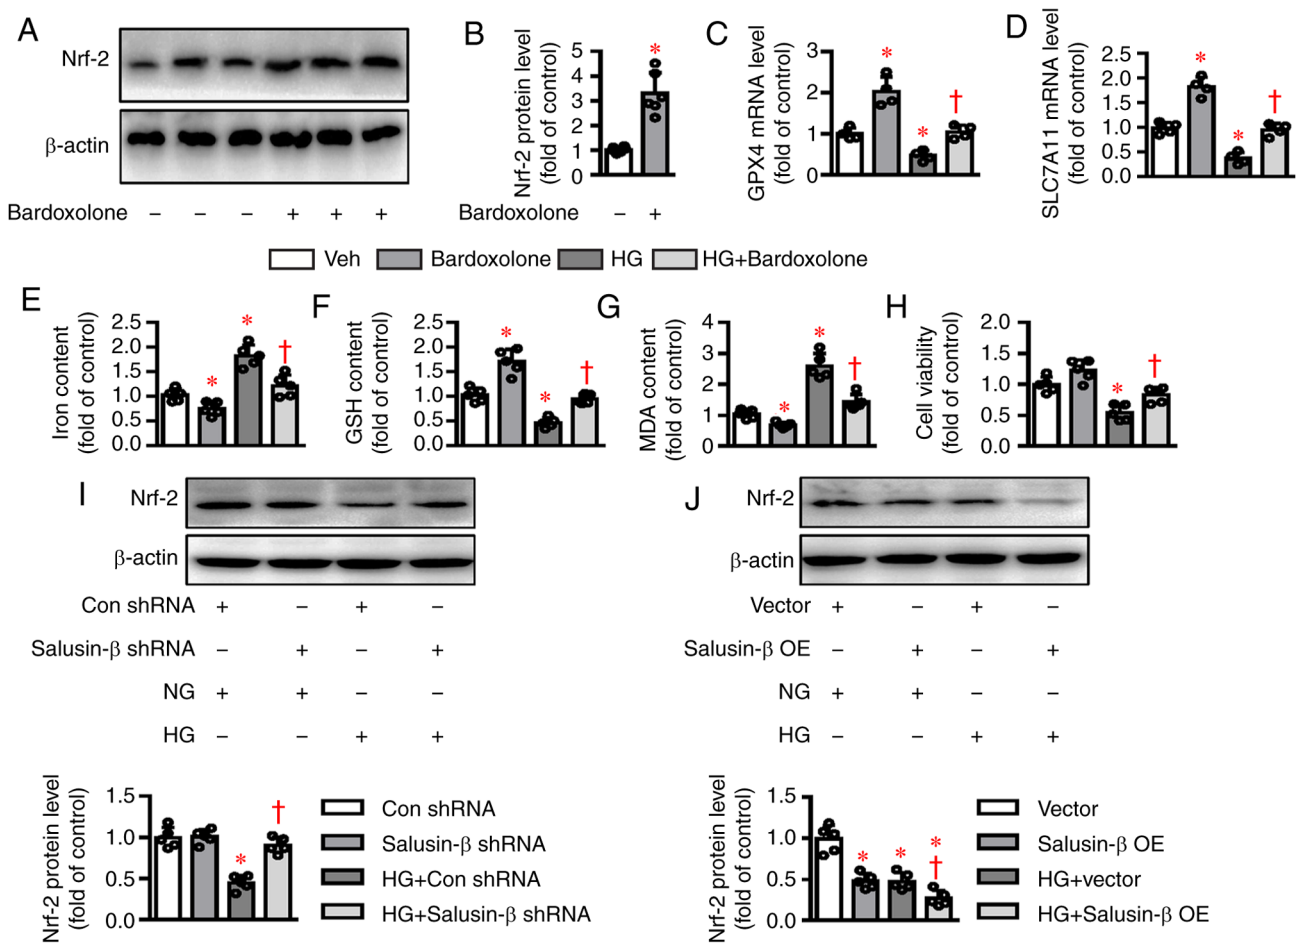 A
Nrf-2
β-actin
Bardoxolone – – – + + +
B
Nrf-2 protein level
(fold of control)
5
4
3
2
1
0
*
Bardoxolone – +
C
GPX4 mRNA level
(fold of control)
3
2
1
0
* * †
D
SLC7A11 mRNA level
(fold of control)
2.5
2.0
1.5
1.0
0.5
0.0
* * †
Veh Bardoxolone HG HG+Bardoxolone
E
Iron content
(fold of control)
2.5
2.0
1.5
1.0
0.5
0.0
* * †
F
GSH content
(fold of control)
2.5
2.0
1.5
1.0
0.5
0.0
* * †
G
MDA content
(fold of control)
4
3
2
1
0
* * †
H
Cell viability
(fold of control)
2.0
1.5
1.0
0.5
0.0
* †
I
Nrf-2
β-actin
Con shRNA + – + –
Salusin-β shRNA – + – +
NG + + – –
HG – – + +
Nrf-2 protein level
(fold of control)
1.5
1.0
0.5
0.0
* †
Con shRNA
Salusin-β shRNA
HG+Con shRNA
HG+Salusin-β shRNA
J
Nrf-2
β-actin
Vector + – + –
Salusin-β OE – + – +
NG + + – –
HG – – + +
Nrf-2 protein level
(fold of control)
1.5
1.0
0.5
0.0
* * * †
Vector
Salusin-β OE
HG+vector
HG+Salusin-β OE